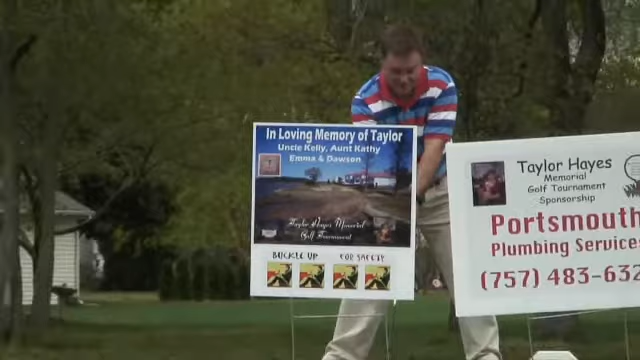 In Loving Memory of Taylor
Uncle Kelly, Aunt Kathy
Emma & Dawson
Taylor Hayes Memorial
Golf Tournament
BUCKLE UP FOR SAFETY
Taylor Hayes
Memorial
Golf Tournament
Sponsorship
Portsmouth
Plumbing Services
(757) 483-632